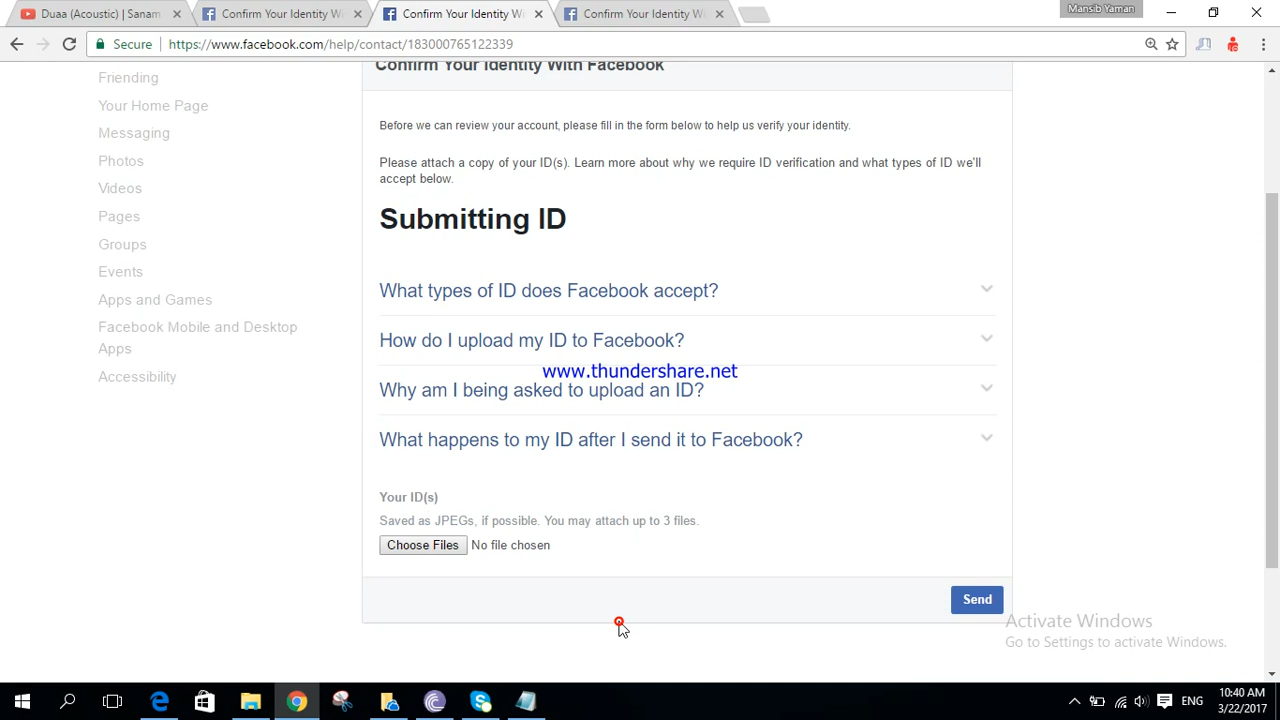 Duaa (Acoustic) | Sanam
Confirm Your Identity Wi
Confirm Your Identity Wi
Confirm Your Identity Wi
Mansib Yaman
Secure | https://www.facebook.com/help/contact/183000765122339
Confirm Your Identity With Facebook
Friending
Your Home Page
Messaging
Photos
Videos
Pages
Groups
Events
Apps and Games
Facebook Mobile and Desktop
Apps
Accessibility
Before we can review your account, please fill in the form below to help us verify your identity.
Please attach a copy of your ID(s). Learn more about why we require ID verification and what types of ID we'll
accept below.
Submitting ID
What types of ID does Facebook accept?
How do I upload my ID to Facebook?
www.thundershare.net
Why am I being asked to upload an ID?
What happens to my ID after I send it to Facebook?
Your ID(s)
Saved as JPEGs, if possible. You may attach up to 3 files.
Choose Files No file chosen
Send
Activate Windows
Go to Settings to activate Windows.
ENG
10:40 AM
3/22/2017